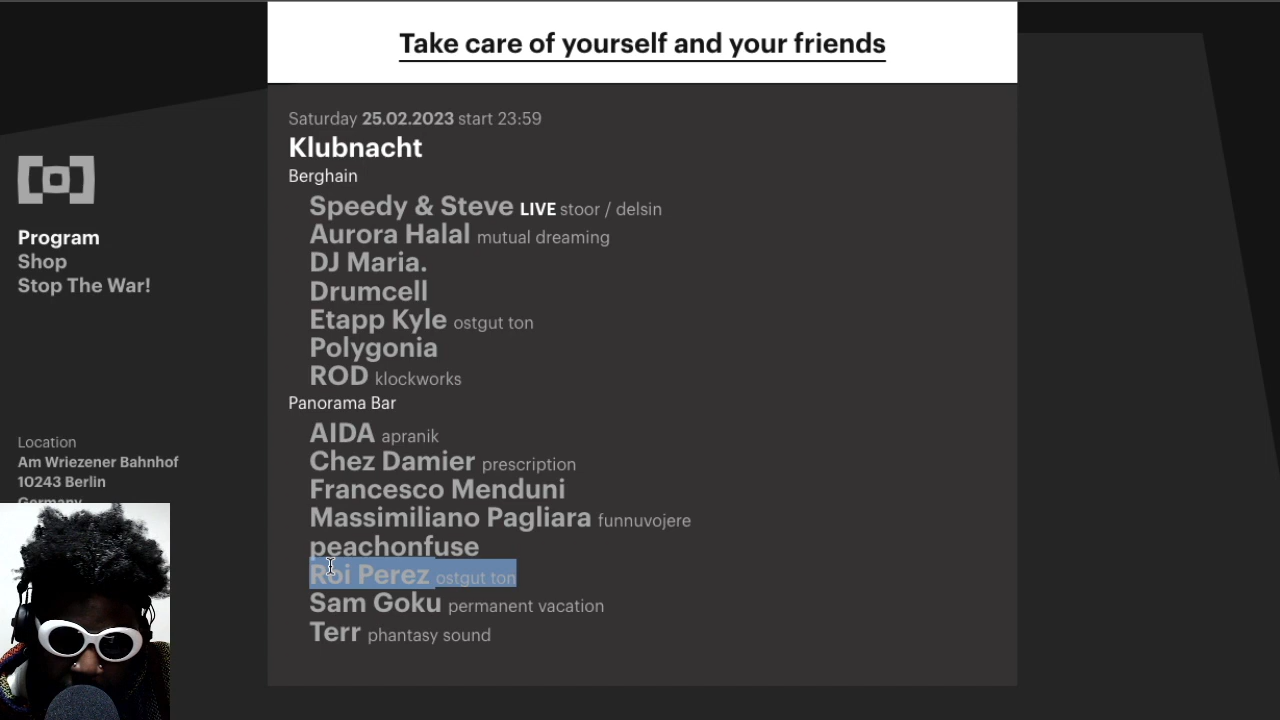 Take care of yourself and your friends
Saturday 25.02.2023 start 23:59
Klubnacht
Berghain
Speedy & Steve LIVE stoor / delsin
Aurora Halal mutual dreaming
DJ Maria.
Drumcell
Etapp Kyle ostgut ton
Polygonia
ROD klockworks
Panorama Bar
AIDA apranik
Chez Damier prescription
Francesco Menduni
Massimiliano Pagliara funnuvojere
peachonfuse
Roi Perez ostgut ton
Sam Goku permanent vacation
Terr phantasy sound
Program
Shop
Stop The War!
Location
Am Wriezener Bahnhof
10243 Berlin
Germany